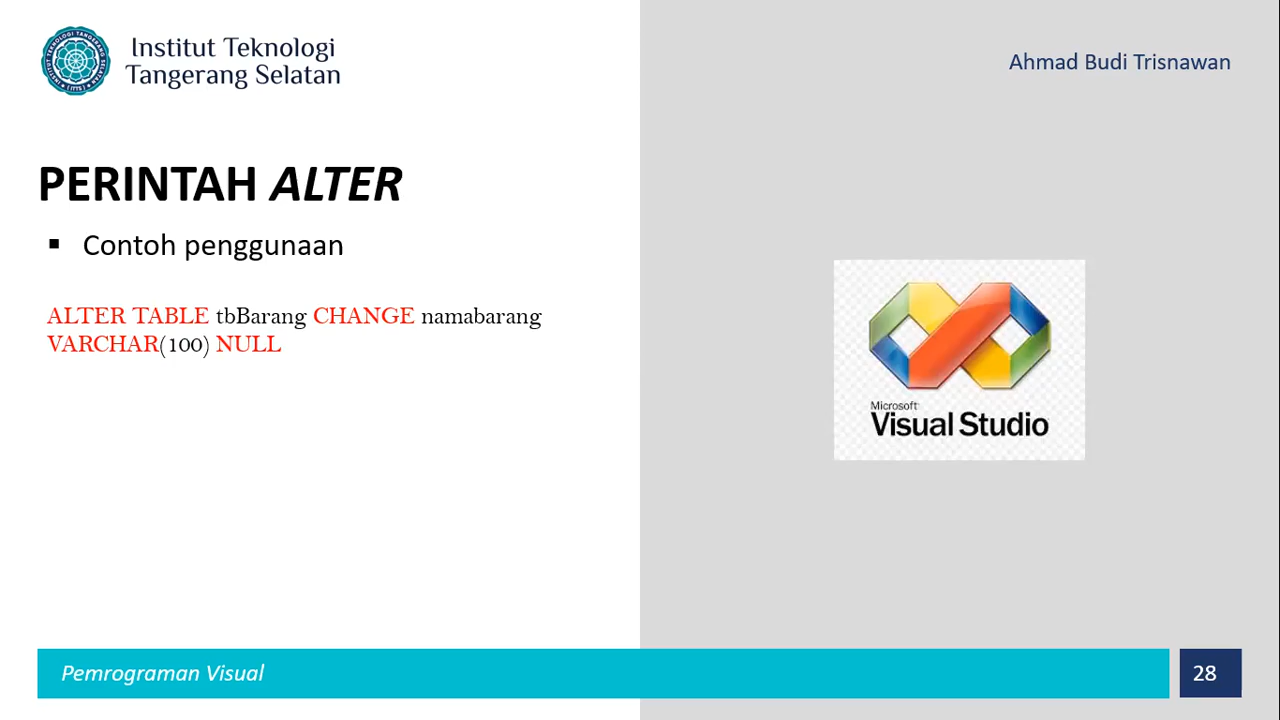 Institut Teknologi
Tangerang Selatan
Ahmad Budi Trisnawan
PERINTAH ALTER
▪ Contoh penggunaan
ALTER TABLE tbBarang CHANGE namabarang
VARCHAR(100) NULL
Microsoft
Visual Studio
Pemrograman Visual
28